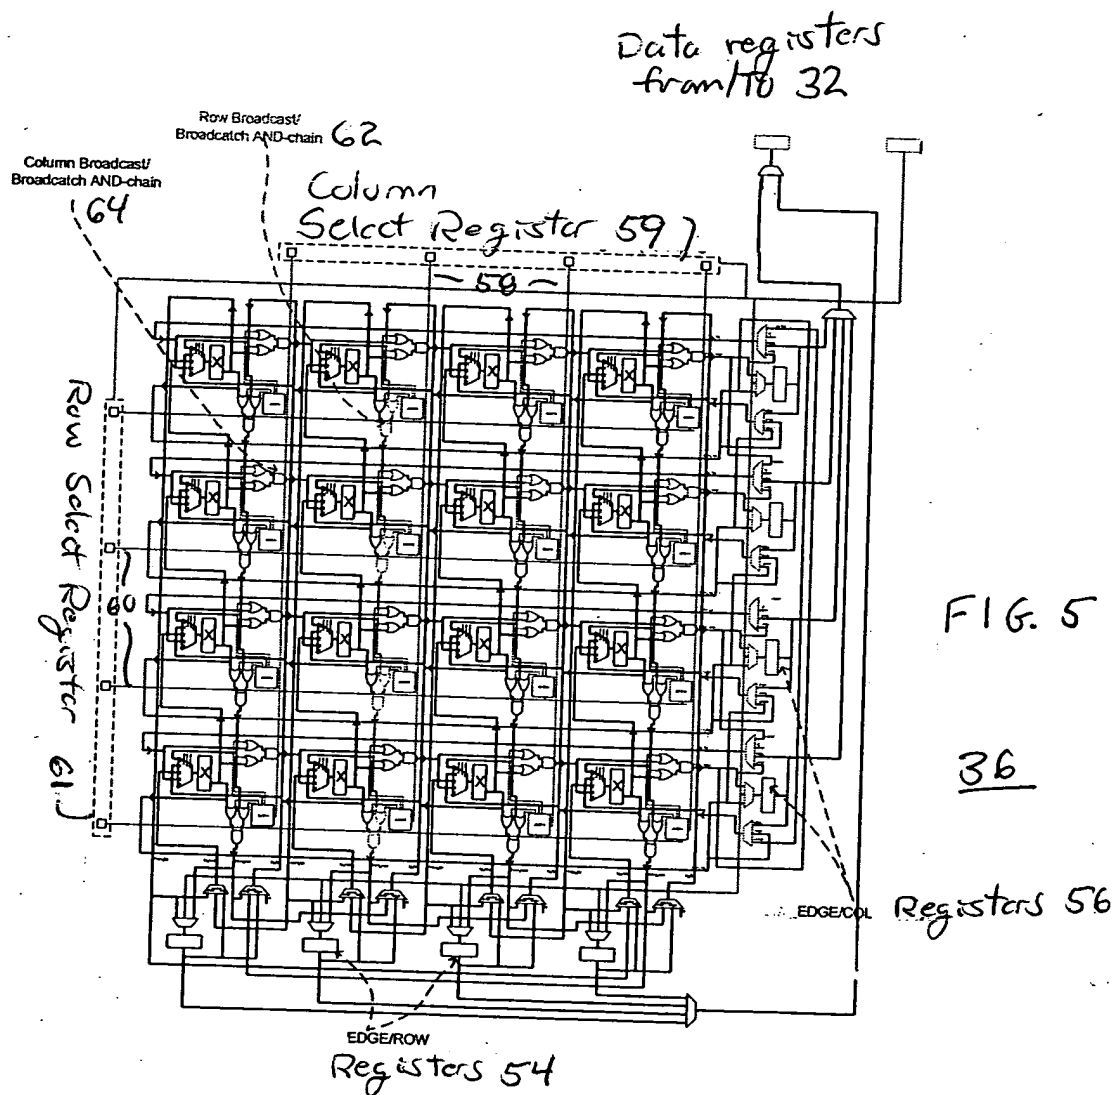 Data registers
from/to 32
Row Broadcast/
Broadcatch AND-chain 62
Column Broadcast/
Broadcatch AND-chain
64
Column
Select Register 59
58
Row Select Register 61
60
X X X X
X X X X
X X X X
X X X X
FIG. 5
36
EDGE/COL Registers 56
EDGE/ROW
Registers 54